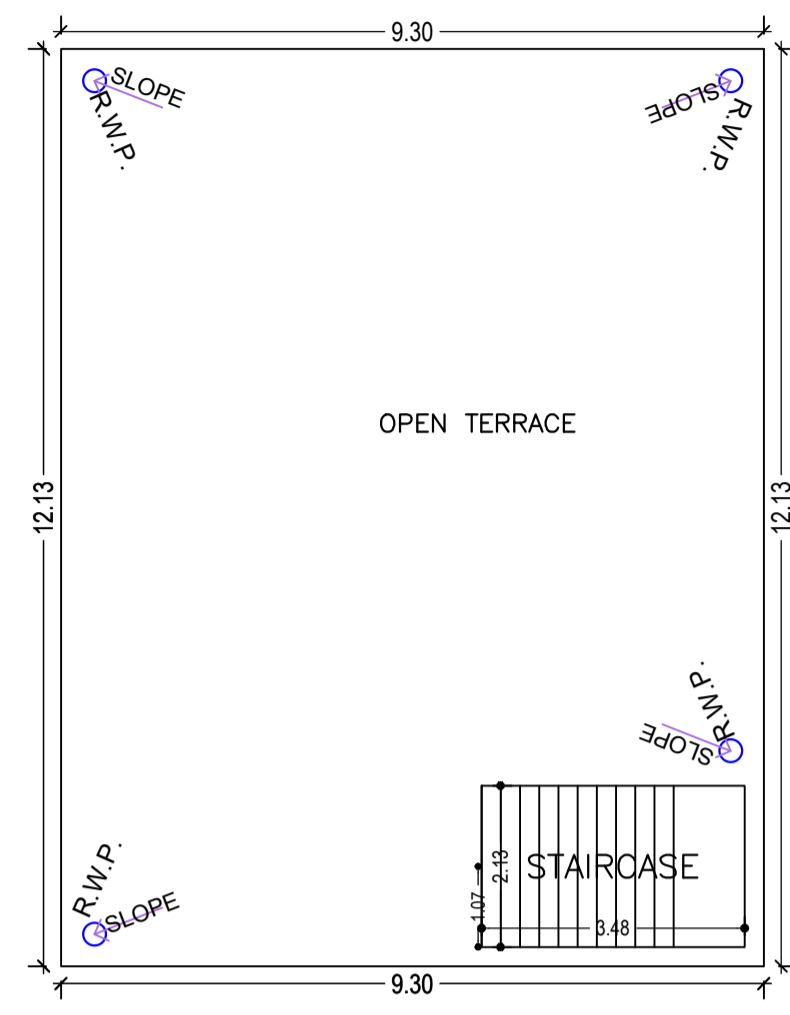 9.30
SLOPE
R.W.P.
SLOPE
R.W.P.
OPEN TERRACE
12.13
12.13
R.W.P.
SLOPE
R.W.P.
SLOPE
STAIRCASE
2.13
1.07
3.48
9.30